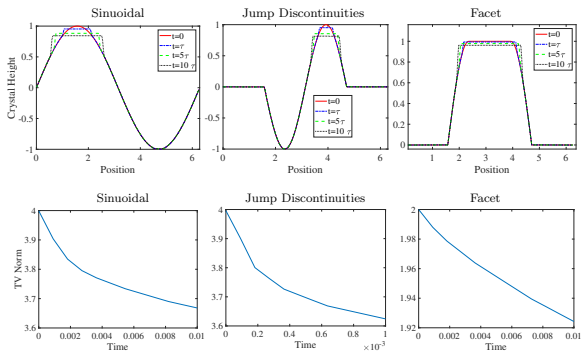 Sinuoidal
Crystal Height
1
0.5
0
-0.5
-1
0
2
4
6
Position
t=0
t=τ
t=5τ
t=10 τ
Jump Discontinuities
1
0.5
0
-0.5
-1
0
2
4
6
Position
t=0
t=τ
t=5τ
t=10 τ
Facet
1
0.8
0.6
0.4
0.2
0
1
2
3
4
5
6
Position
t=0
t=τ
t=5τ
t=10 τ
Sinuoidal
TV Norm
4
3.9
3.8
3.7
3.6
0
0.002
0.004
0.006
0.008
0.01
Time
Jump Discontinuities
4
3.9
3.8
3.7
3.6
0
0.2
0.4
0.6
0.8
1
Time
×10⁻³
Facet
2
1.98
1.96
1.94
1.92
0
0.002
0.004
0.006
0.008
0.01
Time